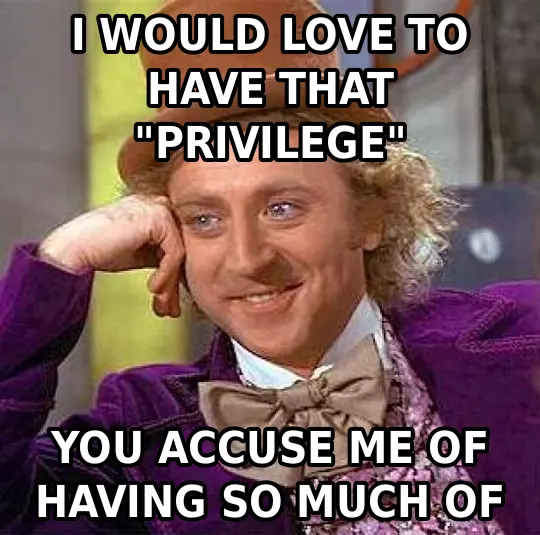 I WOULD LOVE TO
HAVE THAT
"PRIVILEGE"
YOU ACCUSE ME OF
HAVING SO MUCH OF